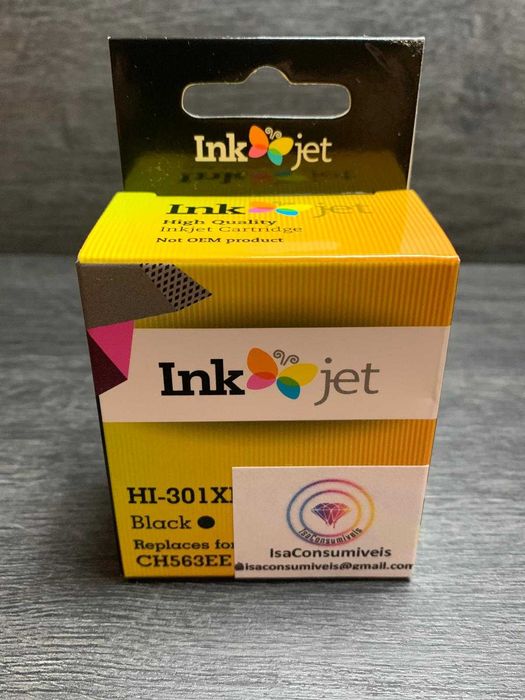 Ink jet
Ink jet
High Quality
Inkjet Cartridge
Not OEM product
Ink jet
HI-301X
Black
Replaces for
CH563EE
IsaConsumiveis
IsaConsumiveis
isaconsumiveis@gmail.com